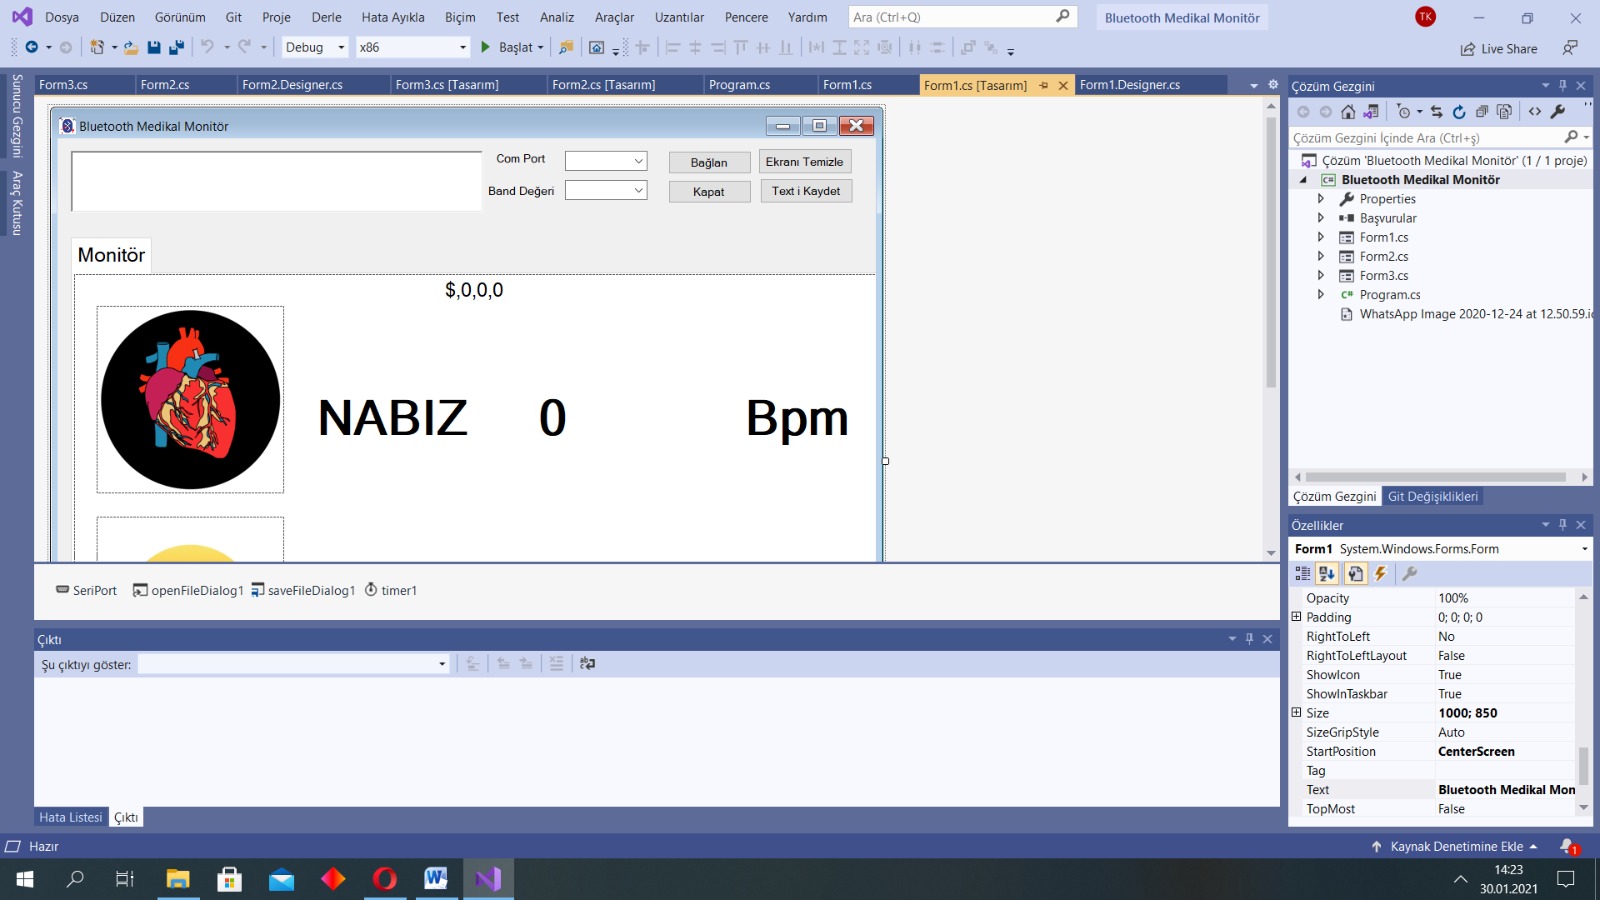 Dosya Düzen Görünüm Git Proje Derle Hata Ayıkla Biçim Test Analiz Araçlar Uzantılar Pencere Yardım Ara (Ctrl+Q) Bluetooth Medikal Monitör TK
Debug x86 Başlat Live Share
Sunucu Gezgini
Araç Kutusu
Form3.cs Form2.cs Form2.Designer.cs Form3.cs [Tasarım] Form2.cs [Tasarım] Program.cs Form1.cs Form1.cs [Tasarım] Form1.Designer.cs
Bluetooth Medikal Monitör
Com Port Bağlan Ekranı Temizle
Band Değeri Kapat Text i Kaydet
Monitör
$,0,0,0
NABIZ 0 Bpm
SeriPort openFileDialog1 saveFileDialog1 timer1
Çıktı
Şu çıktıyı göster:
Hata Listesi Çıktı
Çözüm Gezgini
Çözüm Gezgini İçinde Ara (Ctrl+ş)
Çözüm 'Bluetooth Medikal Monitör' (1 / 1 proje)
Bluetooth Medikal Monitör
Properties
Başvurular
Form1.cs
Form2.cs
Form3.cs
C# Program.cs
WhatsApp Image 2020-12-24 at 12.50.59.ic
Çözüm Gezgini Git Değişiklikleri
Özellikler
Form1 System.Windows.Forms.Form
Opacity 100%
Padding 0; 0; 0; 0
RightToLeft No
RightToLeftLayout False
ShowIcon True
ShowInTaskbar True
Size 1000; 850
SizeGripStyle Auto
StartPosition CenterScreen
Tag
Text Bluetooth Medikal Mon
TopMost False
Hazır Kaynak Denetimine Ekle 1
14:23
30.01.2021